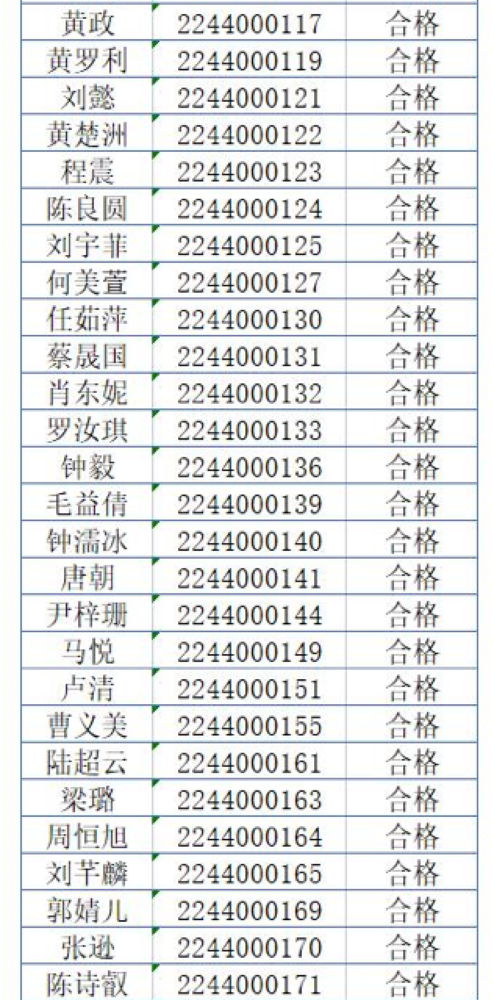 黄政 2244000117 合格
黄罗利 2244000119 合格
刘懿 2244000121 合格
黄楚洲 2244000122 合格
程震 2244000123 合格
陈良圆 2244000124 合格
刘宇菲 2244000125 合格
何美萱 2244000127 合格
任茹萍 2244000130 合格
蔡晟国 2244000131 合格
肖东妮 2244000132 合格
罗汝琪 2244000133 合格
钟毅 2244000136 合格
毛益倩 2244000139 合格
钟濡冰 2244000140 合格
唐朝 2244000141 合格
尹梓珊 2244000144 合格
马悦 2244000149 合格
卢清 2244000151 合格
曹义美 2244000155 合格
陆超云 2244000161 合格
梁璐 2244000163 合格
周恒旭 2244000164 合格
刘芊麟 2244000165 合格
郭婧儿 2244000169 合格
张逊 2244000170 合格
陈诗叡 2244000171 合格